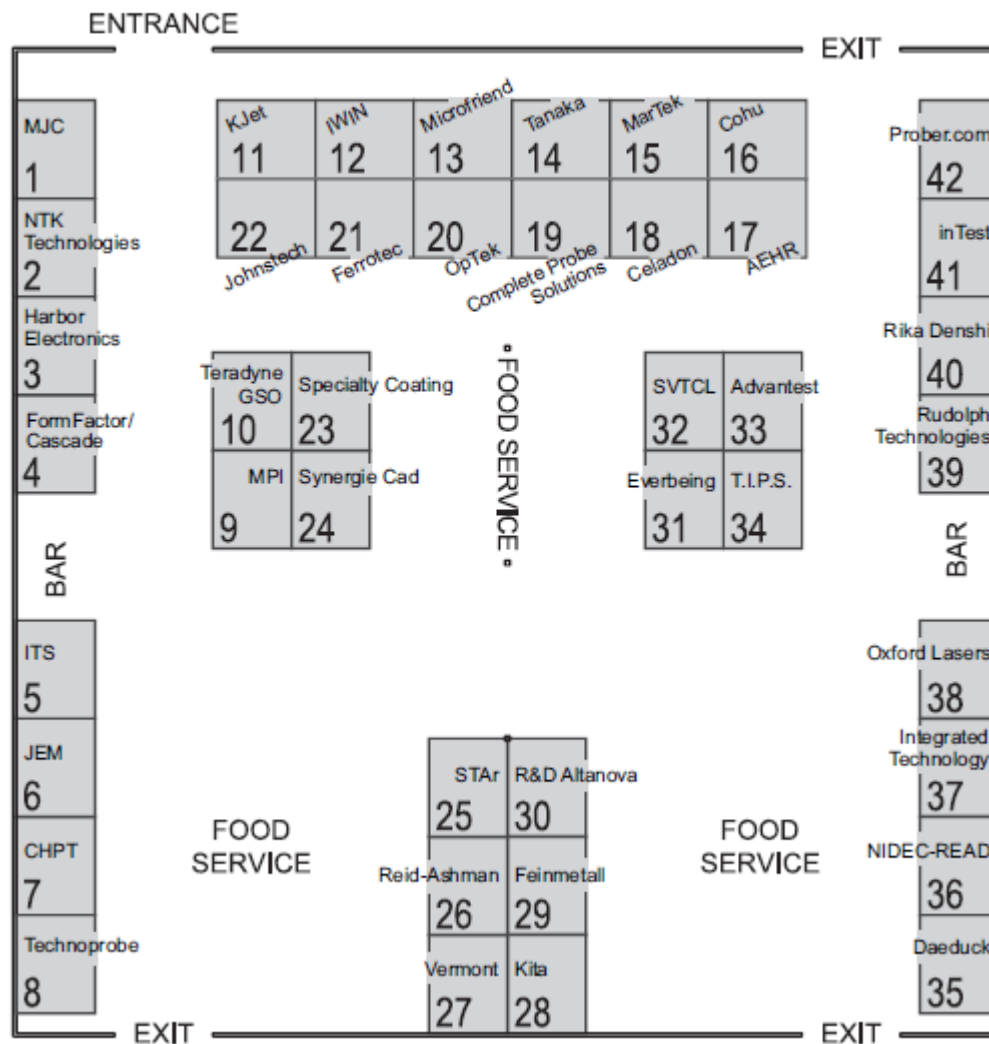 ENTRANCE
EXIT
MJC
1
NTK
Technologies
2
Harbor
Electronics
3
FormFactor/
Cascade
4
BAR
ITS
5
JEM
6
CHPT
7
Technoprobe
8
KJet
11
IWIN
12
Microfriend
13
Tanaka
14
MarTek
15
Cohu
16
22
Johnstech
21
Ferrotec
20
OpTek
19
Complete Probe
Solutions
18
Celadon
17
AEHR
Teradyne
GSO
10
Specialty Coating
23
MPI
9
Synergie Cad
24
FOOD SERVICE
SVTCL
32
Advantest
33
Everbeing
31
T.I.P.S.
34
FOOD
SERVICE
STAr
25
R&D Altanova
30
Reid-Ashman
26
Feinmetall
29
Vermont
27
Kita
28
FOOD
SERVICE
Prober.com
42
inTest
41
Rika Denshi
40
Rudolph
Technologies
39
BAR
Oxford Lasers
38
Integrated
Technology
37
NIDEC-READ
36
Daeduck
35
EXIT
EXIT